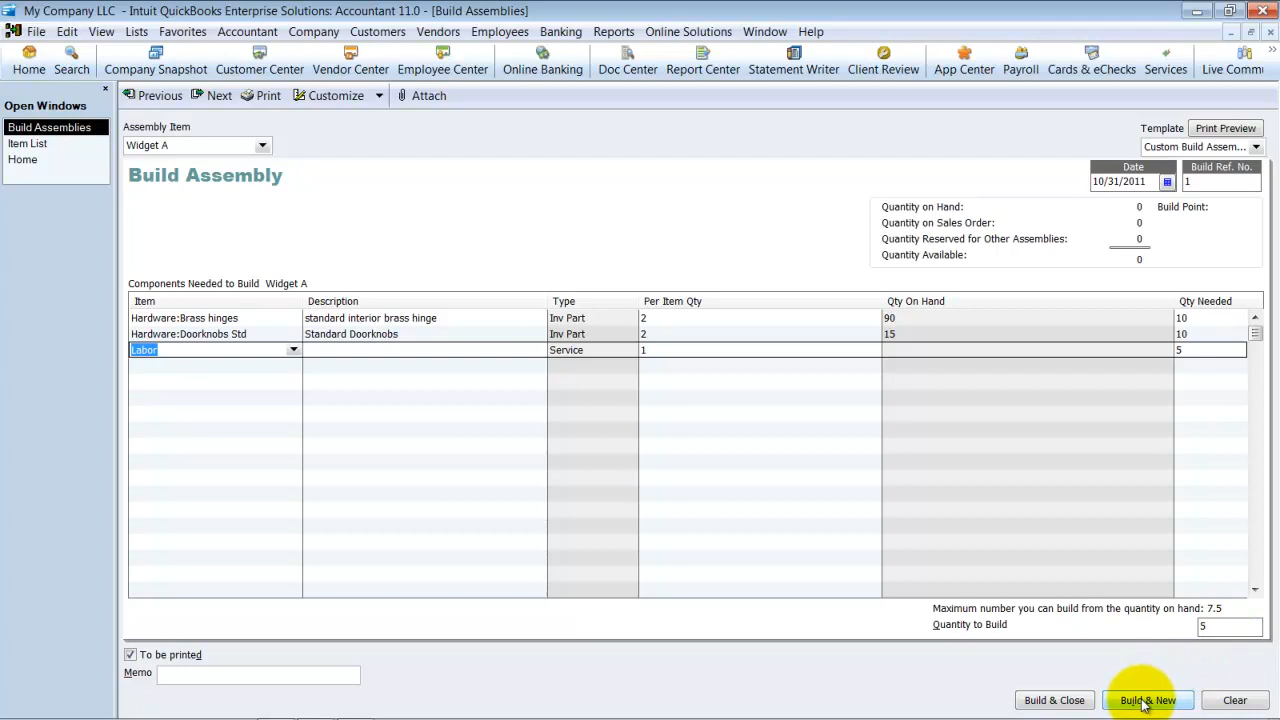 My Company LLC - Intuit QuickBooks Enterprise Solutions: Accountant 11.0 - [Build Assemblies]
File Edit View Lists Favorites Accountant Company Customers Vendors Employees Banking Reports Online Solutions Window Help
Home Search Company Snapshot Customer Center Vendor Center Employee Center Online Banking Doc Center Report Center Statement Writer Client Review App Center Payroll Cards & eChecks Services Live Commu
Open Windows
Build Assemblies
Item List
Home
Previous Next Print Customize Attach
Assembly Item
Widget A
Template Print Preview
Custom Build Assem...
Build Assembly
Date Build Ref. No.
10/31/2011 1
Quantity on Hand: 0 Build Point:
Quantity on Sales Order: 0
Quantity Reserved for Other Assemblies: 0
Quantity Available: 0
Components Needed to Build Widget A
Item Description Type Per Item Qty Qty On Hand Qty Needed
Hardware:Brass hinges standard interior brass hinge Inv Part 2 90 10
Hardware:Doorknobs Std Standard Doorknobs Inv Part 2 15 10
Labor Service 1 5
Maximum number you can build from the quantity on hand: 7.5
Quantity to Build 5
To be printed
Memo
Build & Close Build & New Clear